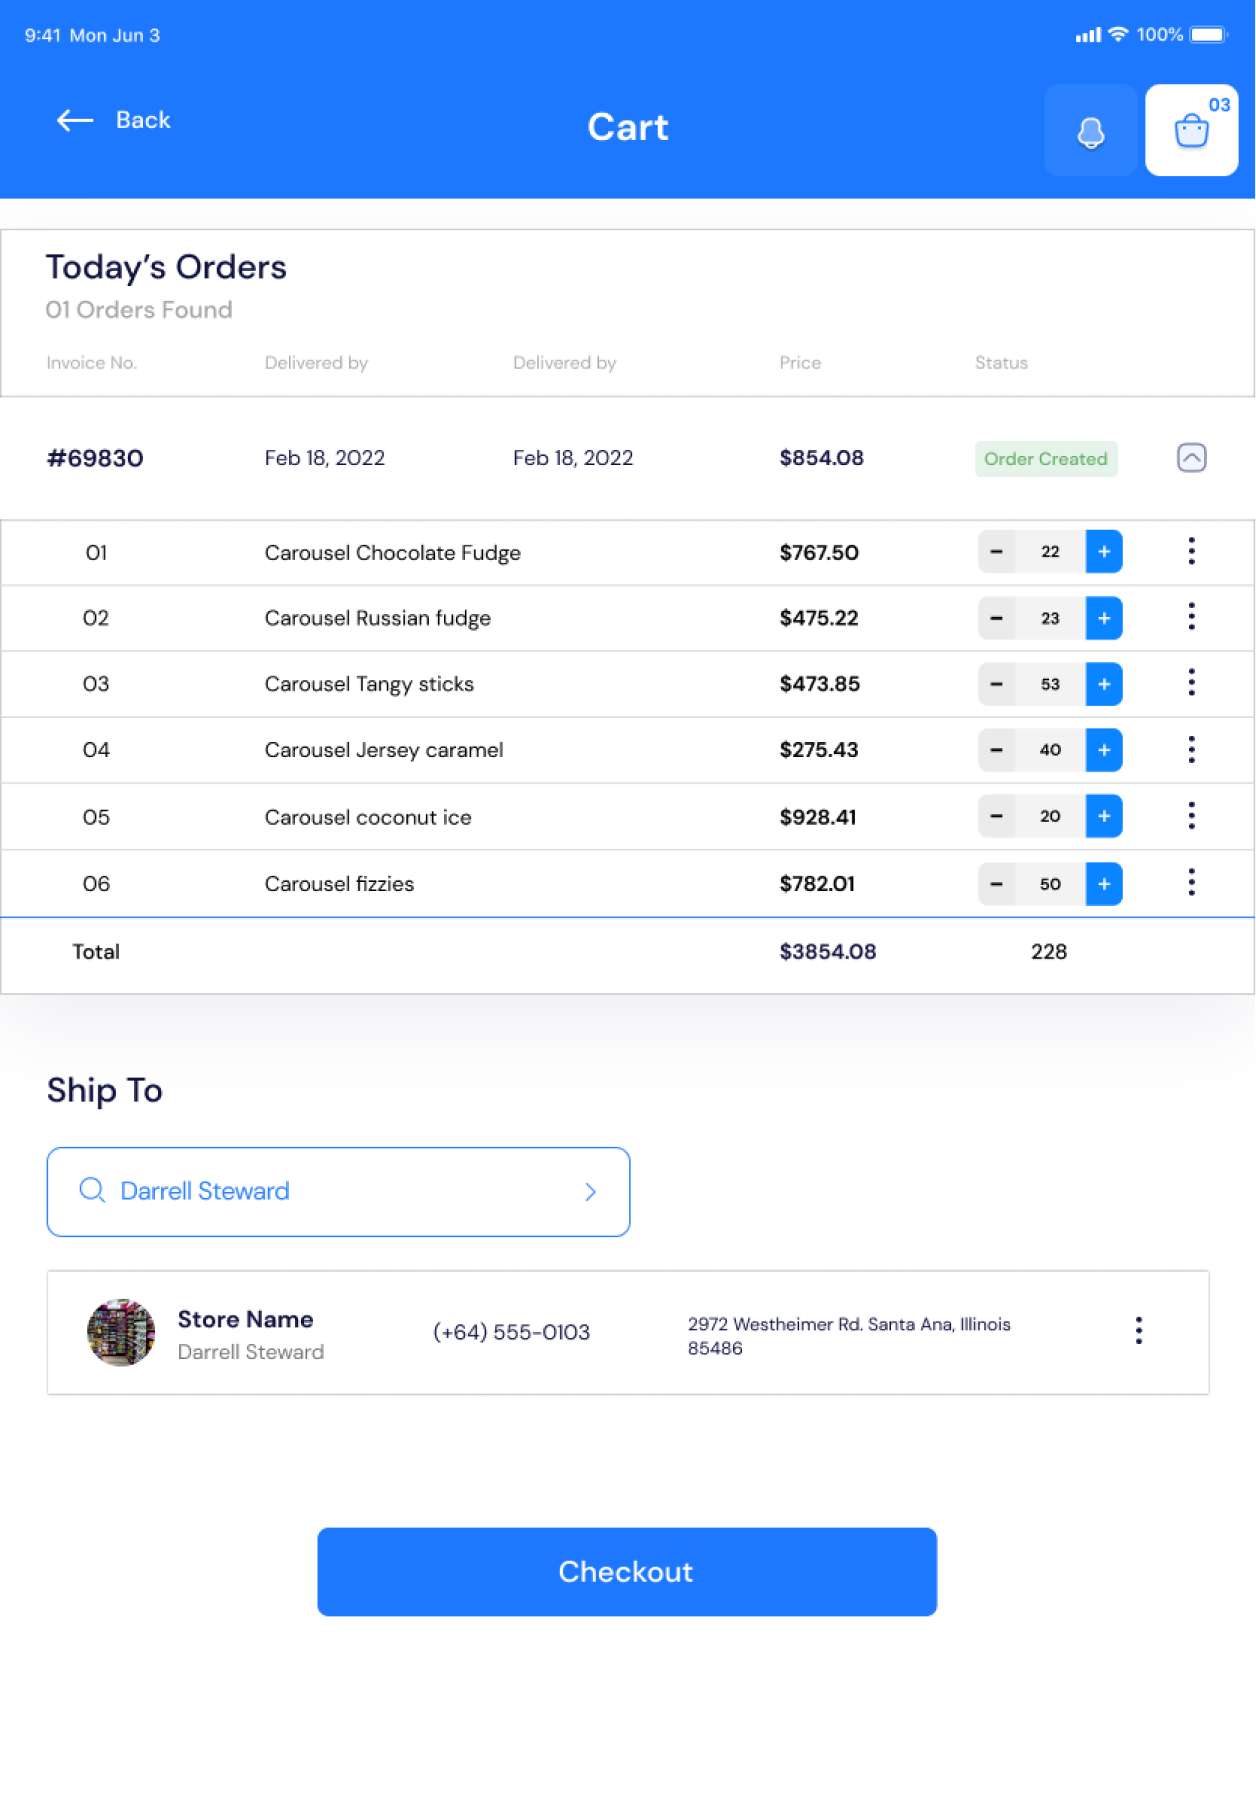 9:41 Mon Jun 3
100%
Back
Cart
03
Today’s Orders
01 Orders Found
Invoice No. Delivered by Delivered by Price Status
#69830 Feb 18, 2022 Feb 18, 2022 $854.08 Order Created
01 Carousel Chocolate Fudge $767.50 − 22 +
02 Carousel Russian fudge $475.22 − 23 +
03 Carousel Tangy sticks $473.85 − 53 +
04 Carousel Jersey caramel $275.43 − 40 +
05 Carousel coconut ice $928.41 − 20 +
06 Carousel fizzies $782.01 − 50 +
Total $3854.08 228
Ship To
Darrell Steward
Store Name
Darrell Steward
(+64) 555-0103
2972 Westheimer Rd. Santa Ana, Illinois
85486
Checkout